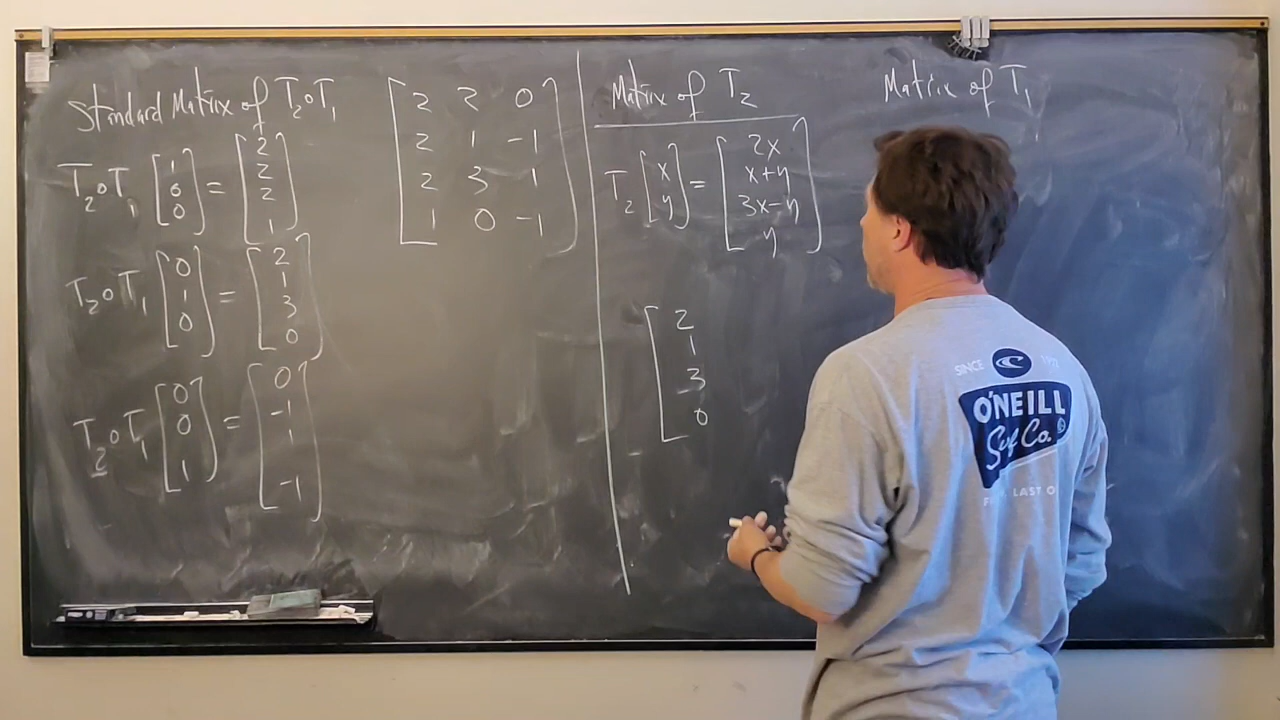 Standard Matrix of T₂∘T₁
T₂∘T₁ [1 0 0] = [2 2 2 1]
T₂∘T₁ [0 1 0] = [2 1 3 0]
T₂∘T₁ [0 0 1] = [0 -1 1 -1]
[2 2 0
2 1 -1
2 3 1
1 0 -1]
Matrix of T₂
T₂ [x y] = [2x x+y 3x-y y]
[2
1
3
0
Matrix of T₁
SINCE
O'NEILL
Surf Co.
LAST O